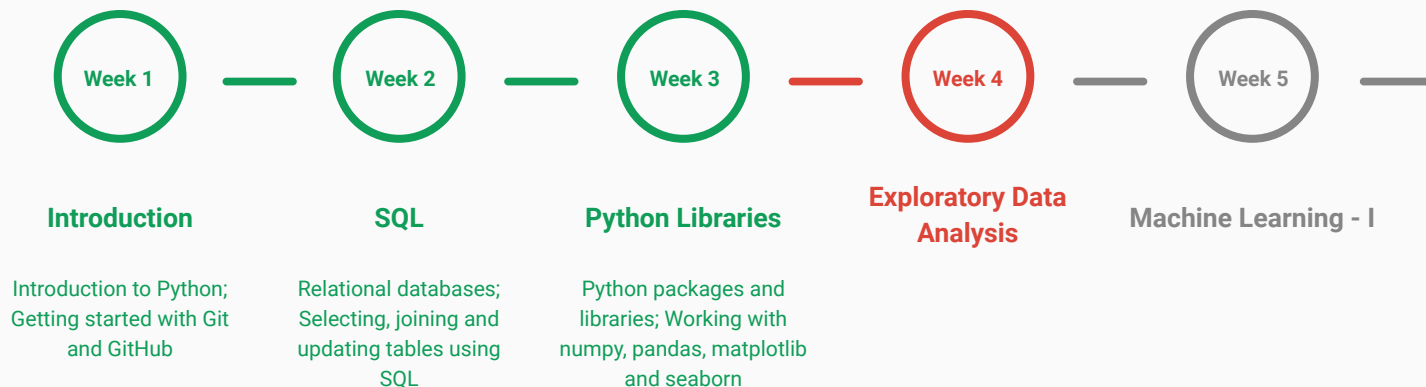 Week 1
Week 2
Week 3
Week 4
Week 5
Introduction
SQL
Python Libraries
Exploratory Data
Analysis
Machine Learning - I
Introduction to Python;
Getting started with Git
and GitHub
Relational databases;
Selecting, joining and
updating tables using
SQL
Python packages and
libraries; Working with
numpy, pandas, matplotlib
and seaborn